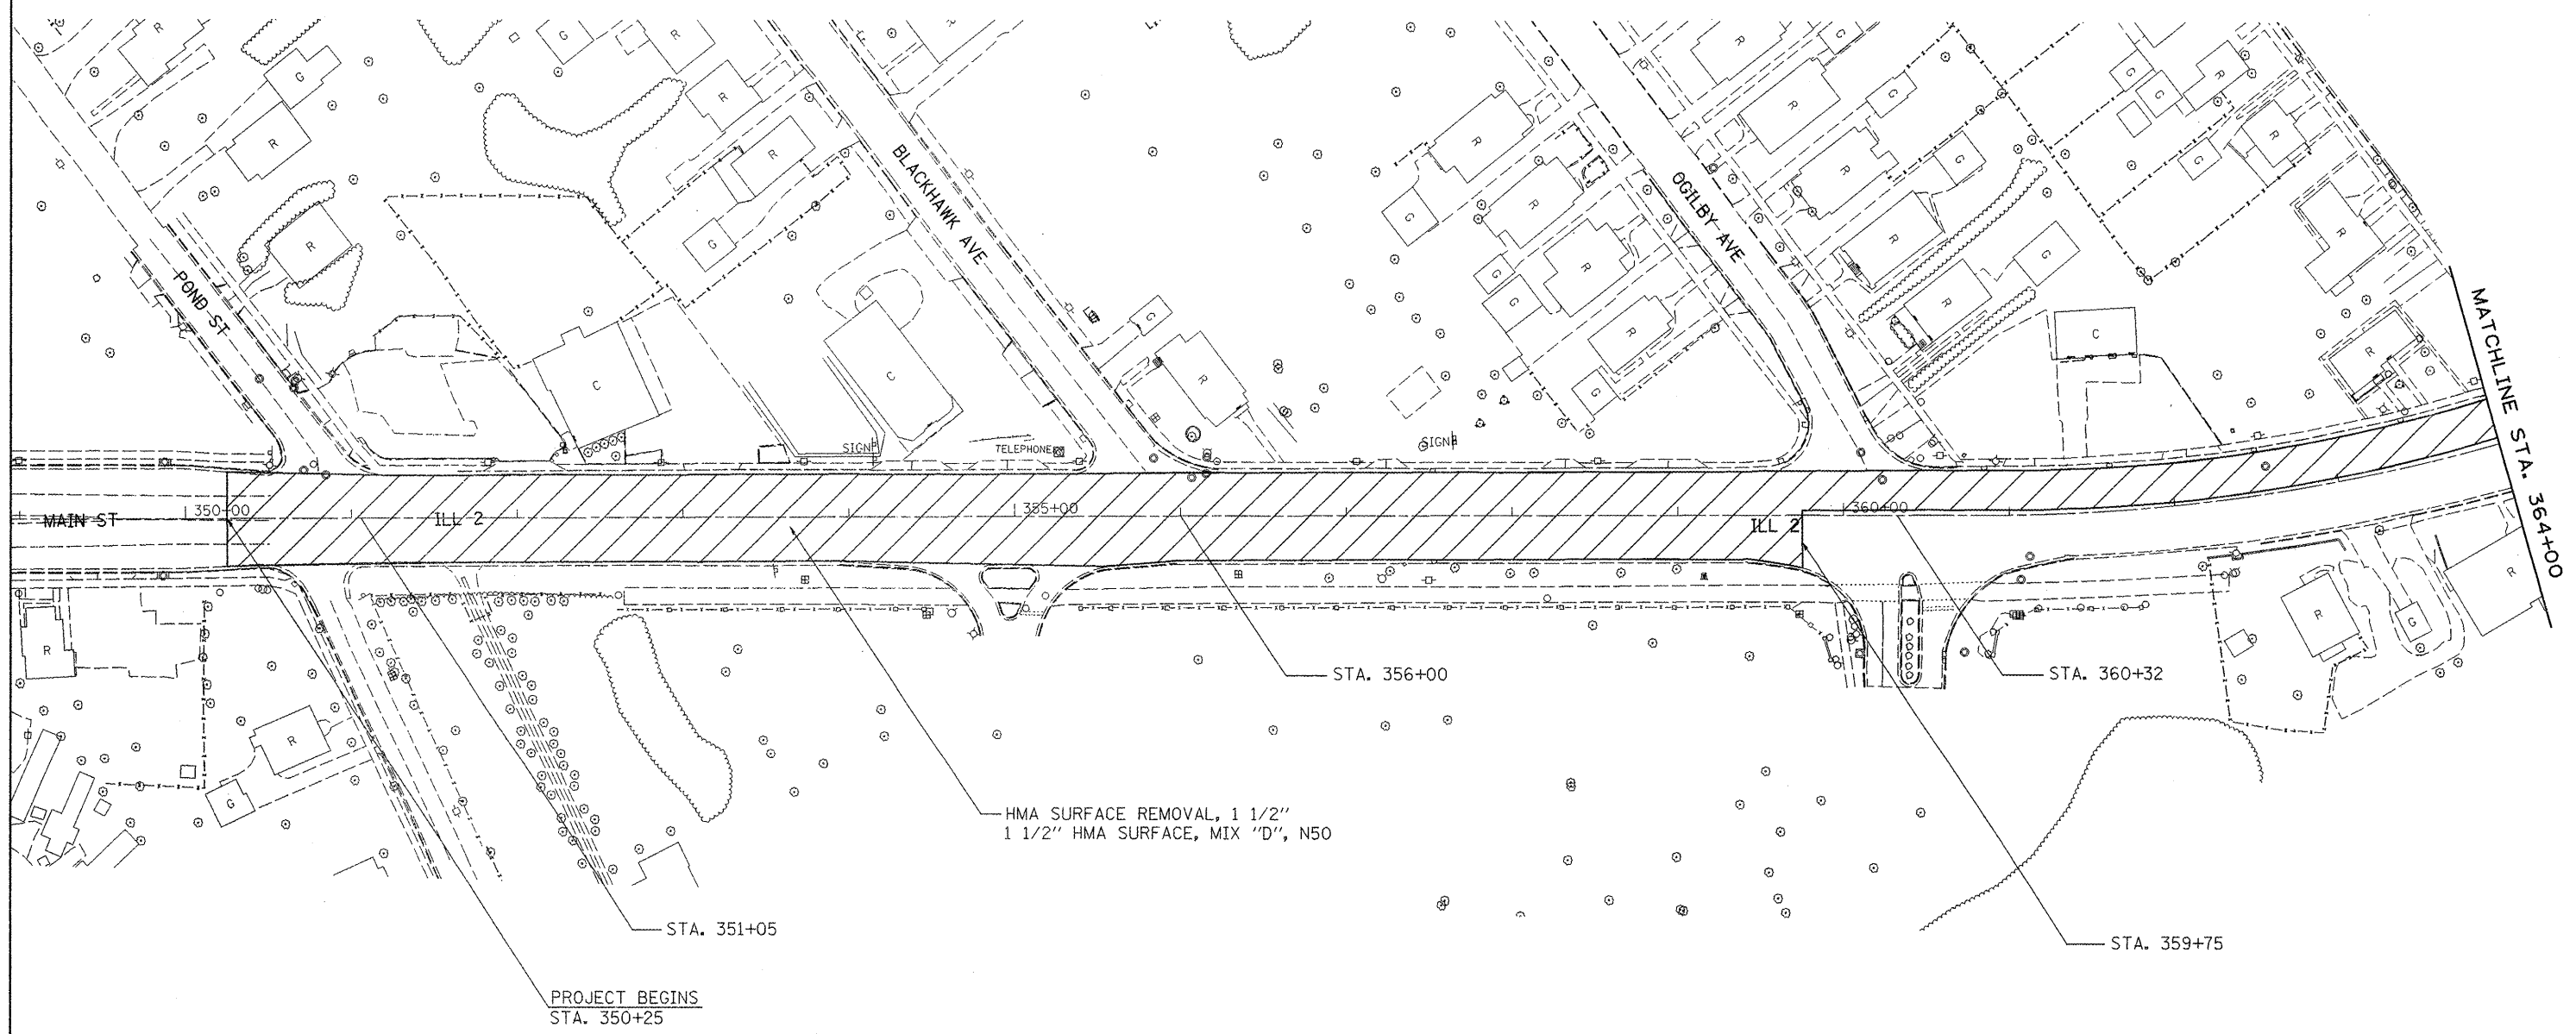 POND ST
BLACKHAWK AVE
OGILBY AVE
MATCHLINE STA. 364+00
R
R
R
R
G
G
R
G
R
R
G
R
G
R
R
G
R
G
R
R
G
G
R
R
G
R
R
G
R
G
R
G
R
G
R
G
R
C
C
C
R
G
SIGN
TELEPHONE
SIGN
MAIN ST
350+00
ILL 2
355+00
ILL 2
360+00
STA. 356+00
STA. 360+32
R
R
G
R
G
R
HMA SURFACE REMOVAL, 1 1/2"
1 1/2" HMA SURFACE, MIX "D", N50
STA. 351+05
STA. 359+75
PROJECT BEGINS
STA. 350+25